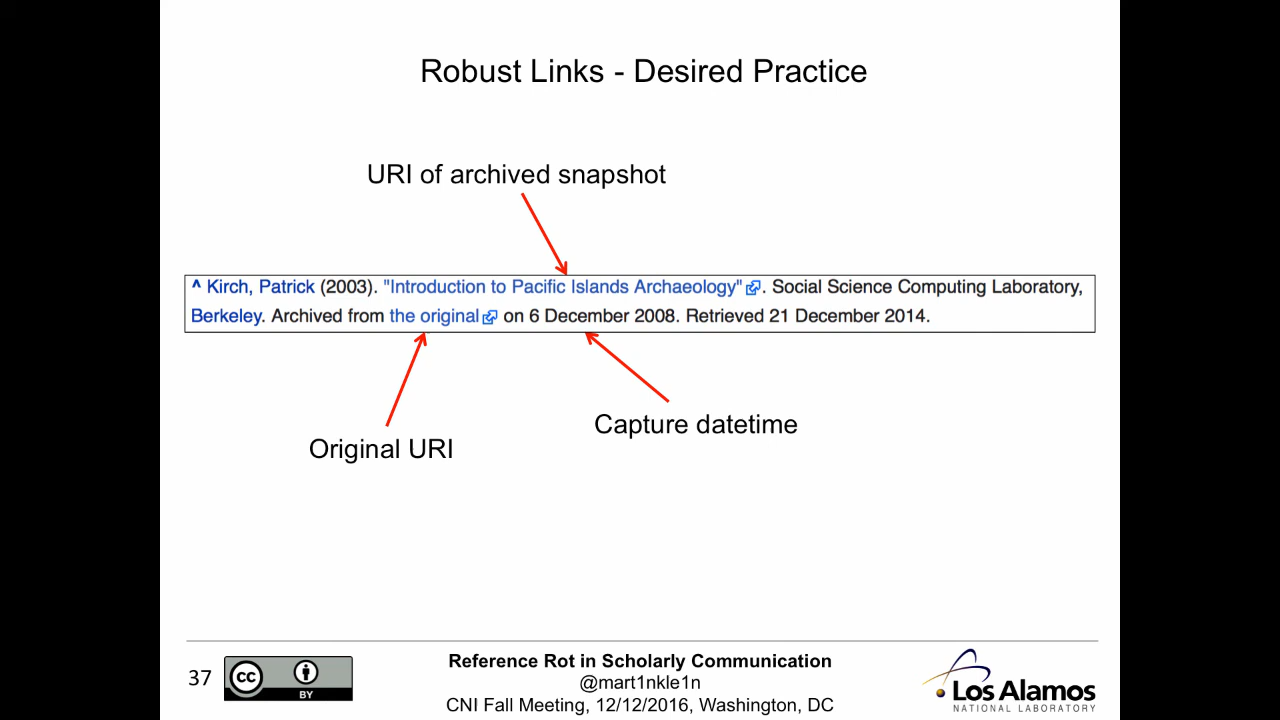 Robust Links - Desired Practice
URI of archived snapshot
^ Kirch, Patrick (2003). "Introduction to Pacific Islands Archaeology". Social Science Computing Laboratory,
Berkeley. Archived from the original on 6 December 2008. Retrieved 21 December 2014.
Capture datetime
Original URI
37
cc
BY
Reference Rot in Scholarly Communication
@mart1nkle1n
CNI Fall Meeting, 12/12/2016, Washington, DC
Los Alamos
NATIONAL LABORATORY